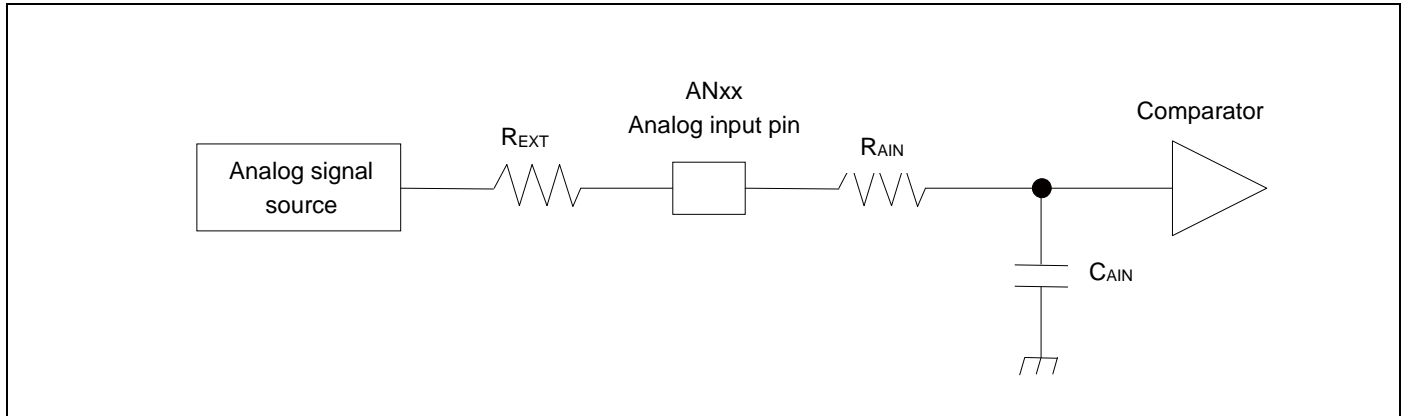 ANxx
Analog input pin
Comparator
REXT
RAIN
Analog signal
source
CAIN